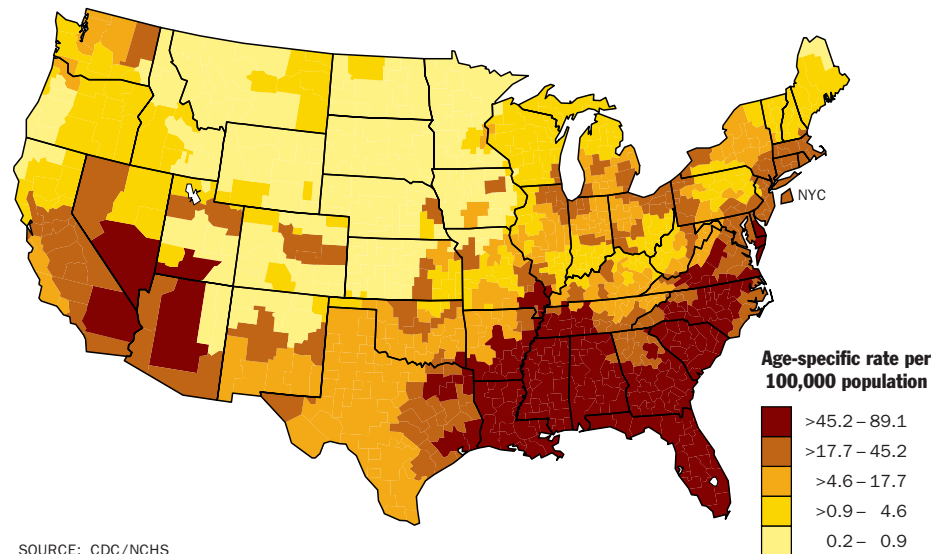 NYC
Age-specific rate per
100,000 population
>45.2 – 89.1
>17.7 – 45.2
>4.6 – 17.7
>0.9 – 4.6
0.2 – 0.9
SOURCE: CDC/NCHS